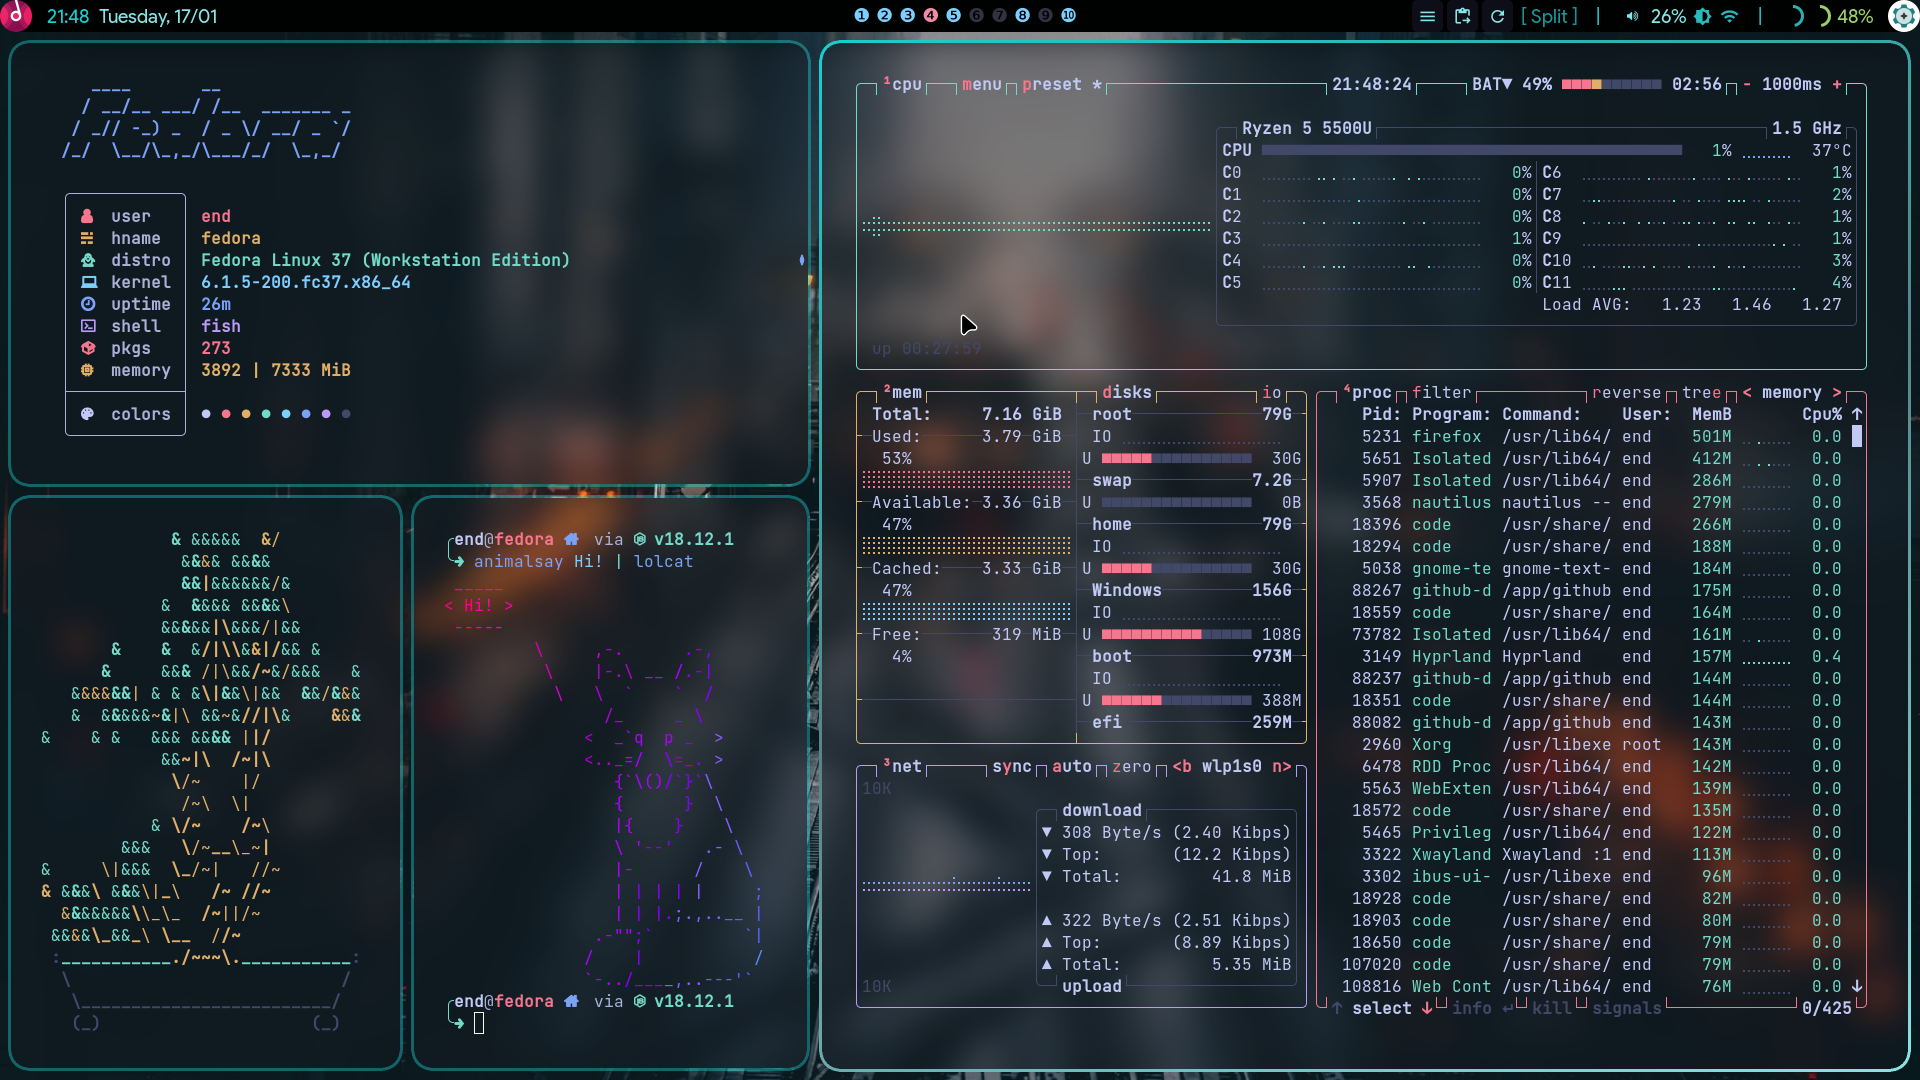 21:48 Tuesday, 17/01
1 2 3 4 5 6 7 8 9 10
[ Split ] | 26% | 48%
fedora
user end
hname fedora
distro Fedora Linux 37 (Workstation Edition)
kernel 6.1.5-200.fc37.x86_64
uptime 26m
shell fish
pkgs 273
memory 3892 | 7333 MiB
colors
end@fedora via v18.12.1
animalsay Hi! | lolcat
< Hi! >
end@fedora via v18.12.1
1cpu menu preset * 21:48:24 BAT▼ 49% 02:56 - 1000ms +
Ryzen 5 5500U 1.5 GHz
CPU 1% 37°C
C0 0% C6 1%
C1 0% C7 2%
C2 0% C8 1%
C3 1% C9 1%
C4 0% C10 3%
C5 0% C11 4%
Load AVG: 1.23 1.46 1.27
up 00:27:59
2mem disks io
Total: 7.16 GiB
Used: 3.79 GiB
53%
Available: 3.36 GiB
47%
Cached: 3.33 GiB
47%
Free: 319 MiB
4%
root 79G
IO
U 30G
swap 7.2G
U 0B
home 79G
IO
U 30G
Windows 156G
IO
U 108G
boot 973M
IO
U 388M
efi 259M
3net sync auto zero <b wlp1s0 n>
10K
download
▼ 308 Byte/s (2.40 Kibps)
▼ Top: (12.2 Kibps)
▼ Total: 41.8 MiB
▲ 322 Byte/s (2.51 Kibps)
▲ Top: (8.89 Kibps)
▲ Total: 5.35 MiB
10K upload
4proc filter reverse tree < memory >
Pid: Program: Command: User: MemB Cpu% ↑
5231 firefox /usr/lib64/ end 501M 0.0
5651 Isolated /usr/lib64/ end 412M 0.0
5907 Isolated /usr/lib64/ end 286M 0.0
3568 nautilus nautilus -- end 279M 0.0
18396 code /usr/share/ end 266M 0.0
18294 code /usr/share/ end 188M 0.0
5038 gnome-te gnome-text- end 184M 0.0
88267 github-d /app/github end 175M 0.0
18559 code /usr/share/ end 164M 0.0
73782 Isolated /usr/lib64/ end 161M 0.0
3149 Hyprland Hyprland end 157M 0.4
88237 github-d /app/github end 144M 0.0
18351 code /usr/share/ end 144M 0.0
88082 github-d /app/github end 143M 0.0
2960 Xorg /usr/libexe root 143M 0.0
6478 RDD Proc /usr/lib64/ end 142M 0.0
5563 WebExten /usr/lib64/ end 139M 0.0
18572 code /usr/share/ end 135M 0.0
5465 Privileg /usr/lib64/ end 122M 0.0
3322 Xwayland Xwayland :1 end 113M 0.0
3302 ibus-ui- /usr/libexe end 96M 0.0
18928 code /usr/share/ end 82M 0.0
18903 code /usr/share/ end 80M 0.0
18650 code /usr/share/ end 79M 0.0
107020 code /usr/share/ end 79M 0.0
108816 Web Cont /usr/lib64/ end 76M 0.0 ↓
↑ select ↓ info ↵ kill signals 0/425